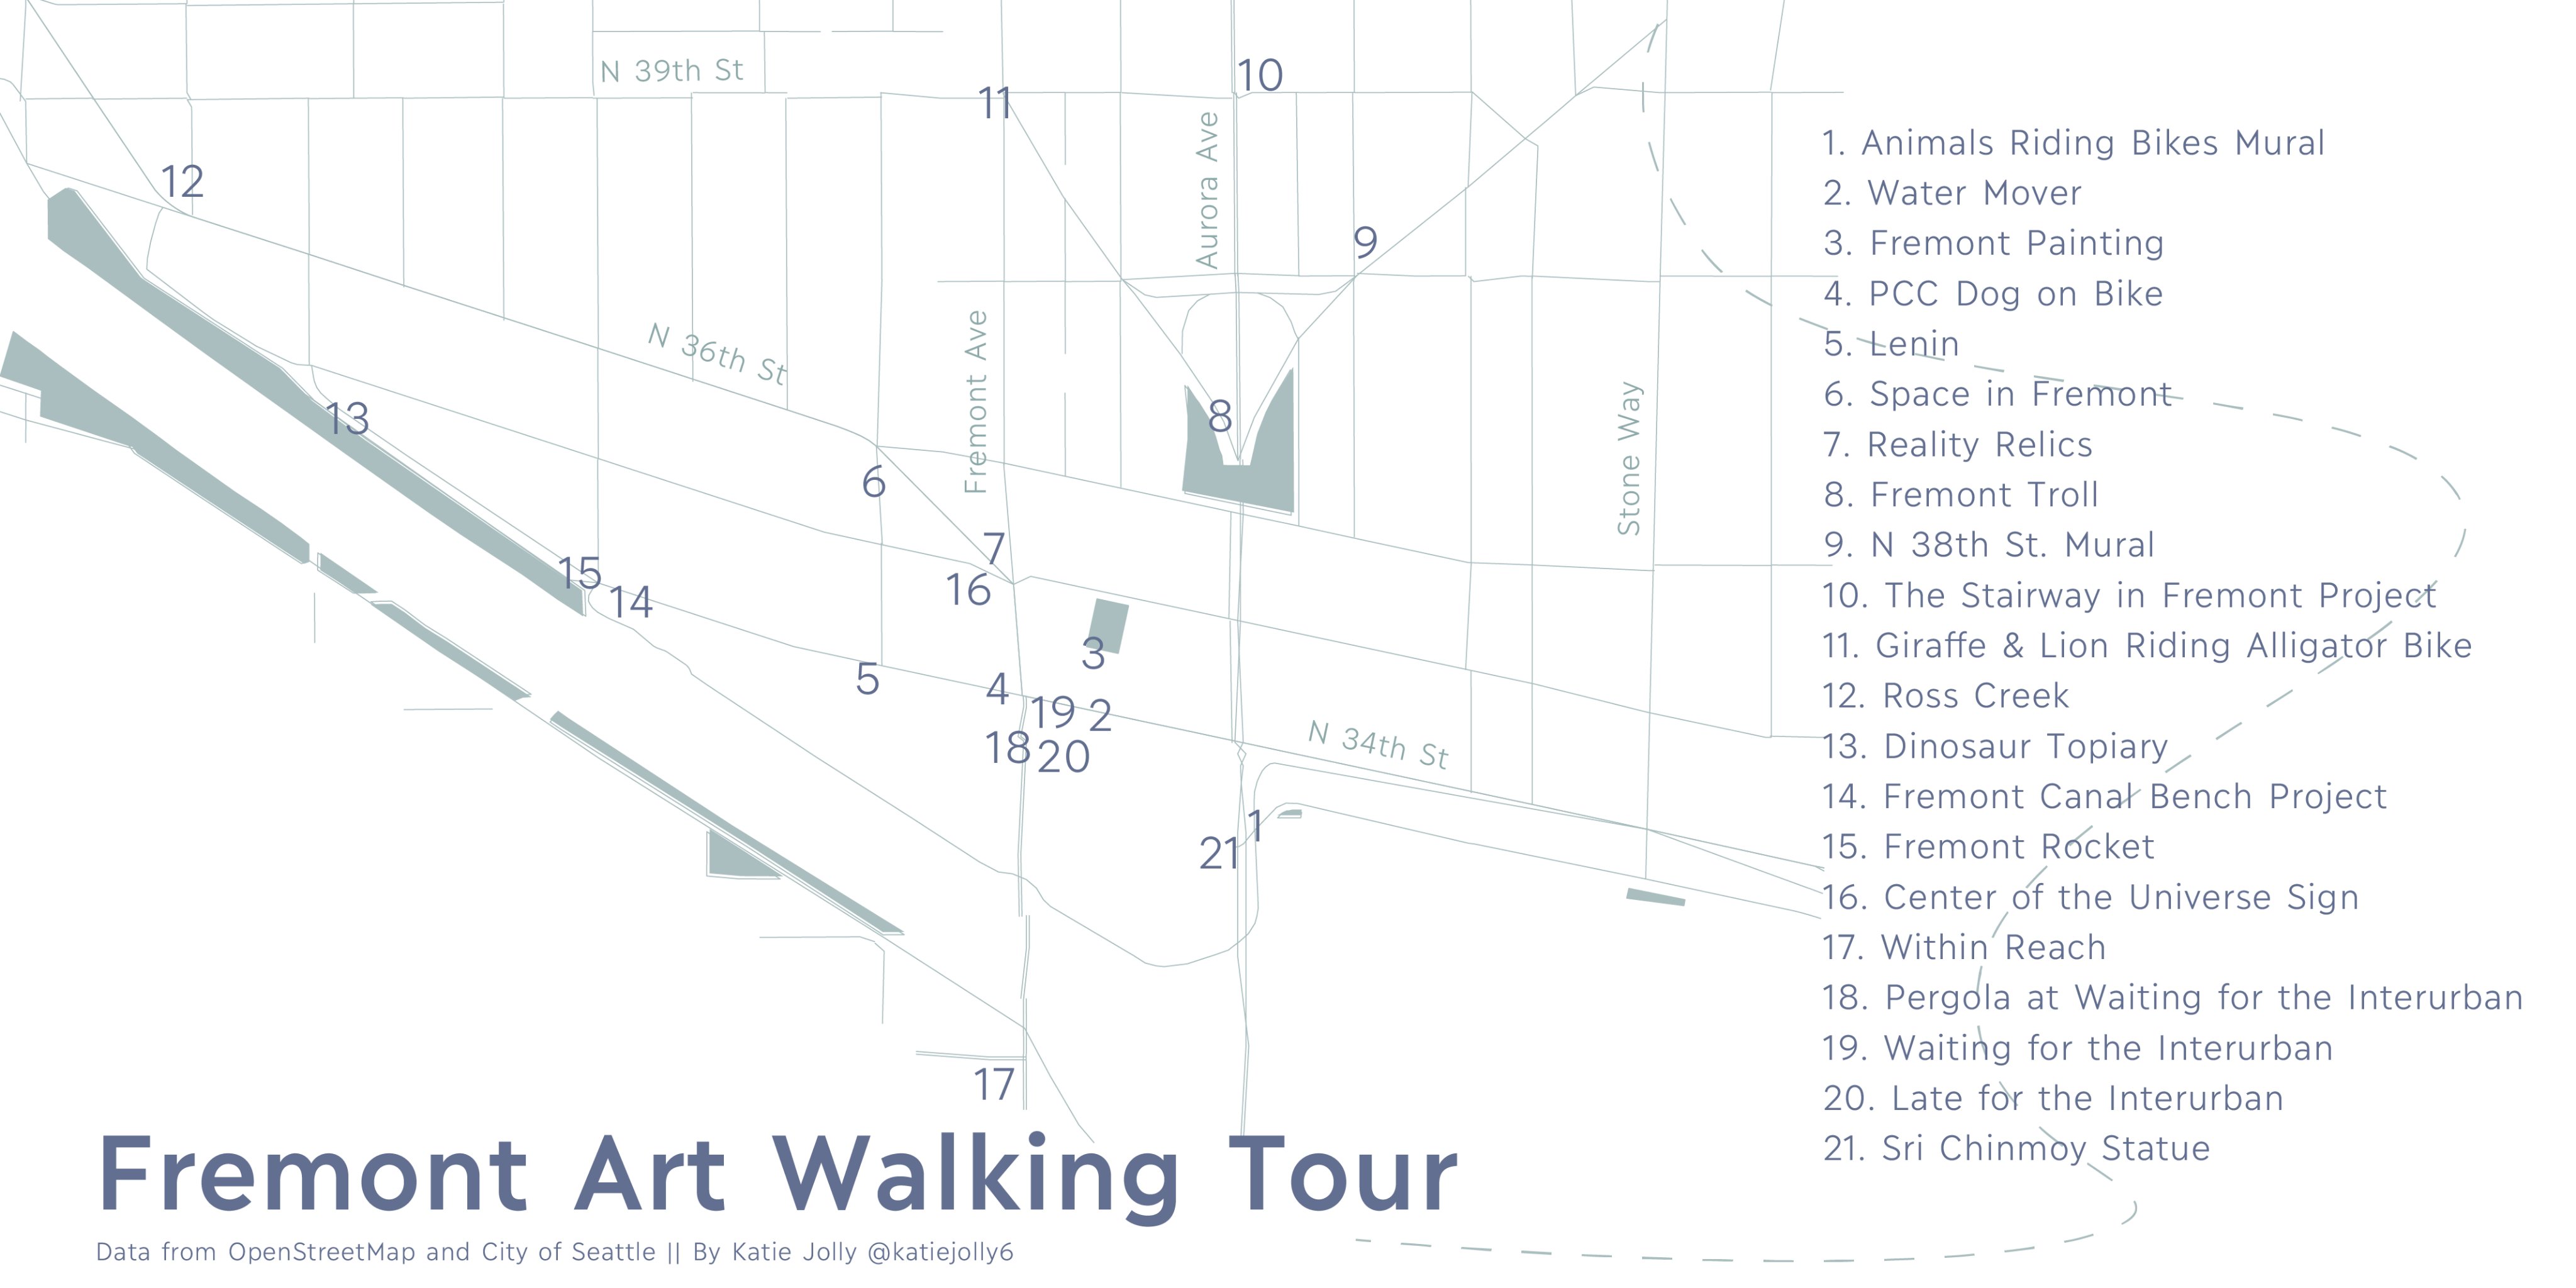 N 39th St
10
11
Aurora Ave
12
9
N 36th St
Fremont Ave
Stone Way
8
13
6
7
16
15
14
3
5
4
19
2
18
20
N 34th St
1
21
17
1. Animals Riding Bikes Mural
2. Water Mover
3. Fremont Painting
4. PCC Dog on Bike
5. Lenin
6. Space in Fremont
7. Reality Relics
8. Fremont Troll
9. N 38th St. Mural
10. The Stairway in Fremont Project
11. Giraffe & Lion Riding Alligator Bike
12. Ross Creek
13. Dinosaur Topiary
14. Fremont Canal Bench Project
15. Fremont Rocket
16. Center of the Universe Sign
17. Within Reach
18. Pergola at Waiting for the Interurban
19. Waiting for the Interurban
20. Late for the Interurban
21. Sri Chinmoy Statue
Fremont Art Walking Tour
Data from OpenStreetMap and City of Seattle || By Katie Jolly @katiejolly6